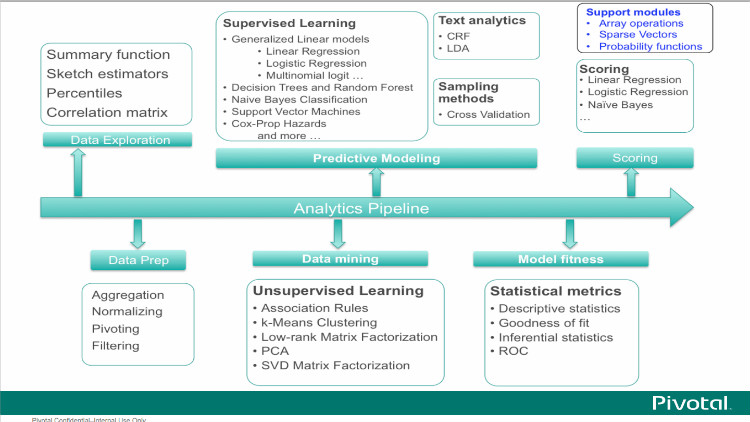 Supervised Learning
• Generalized Linear models
• Linear Regression
• Logistic Regression
• Multinomial logit …
• Decision Trees and Random Forest
• Naive Bayes Classification
• Support Vector Machines
• Cox-Prop Hazards
and more …
Text analytics
• CRF
• LDA
Sampling
methods
• Cross Validation
Support modules
• Array operations
• Sparse Vectors
• Probability functions
Summary function
Sketch estimators
Percentiles
Correlation matrix
Scoring
• Linear Regression
• Logistic Regression
• Naïve Bayes
…
Data Exploration
Predictive Modeling
Scoring
Analytics Pipeline
Data Prep
Data mining
Model fitness
Aggregation
Normalizing
Pivoting
Filtering
Unsupervised Learning
• Association Rules
• k-Means Clustering
• Low-rank Matrix Factorization
• PCA
• SVD Matrix Factorization
Statistical metrics
• Descriptive statistics
• Goodness of fit
• Inferential statistics
• ROC
Pivotal
Pivotal Confidential–Internal Use Only